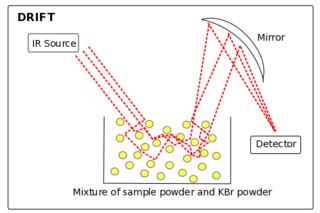 DRIFT
IR Source
Mirror
Detector
Mixture of sample powder and KBr powder